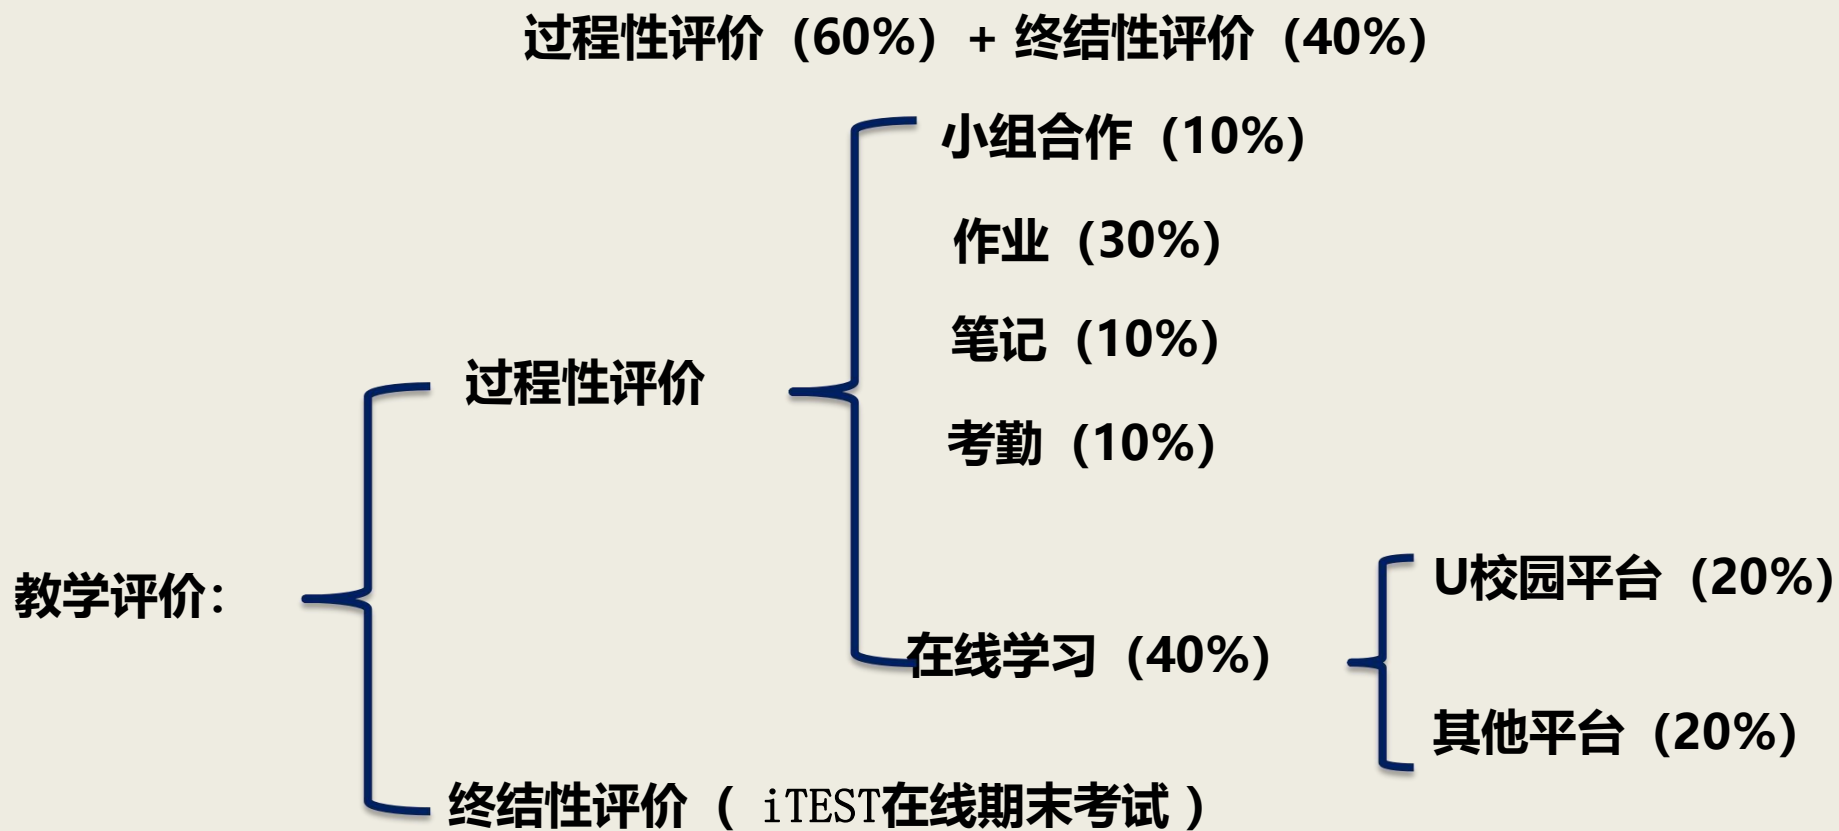 过程性评价（60%）+ 终结性评价（40%）
小组合作（10%）
作业（30%）
笔记（10%）
过程性评价
考勤（10%）
U校园平台（20%）
教学评价：
在线学习（40%）
其他平台（20%）
终结性评价（ iTEST在线期末考试 ）